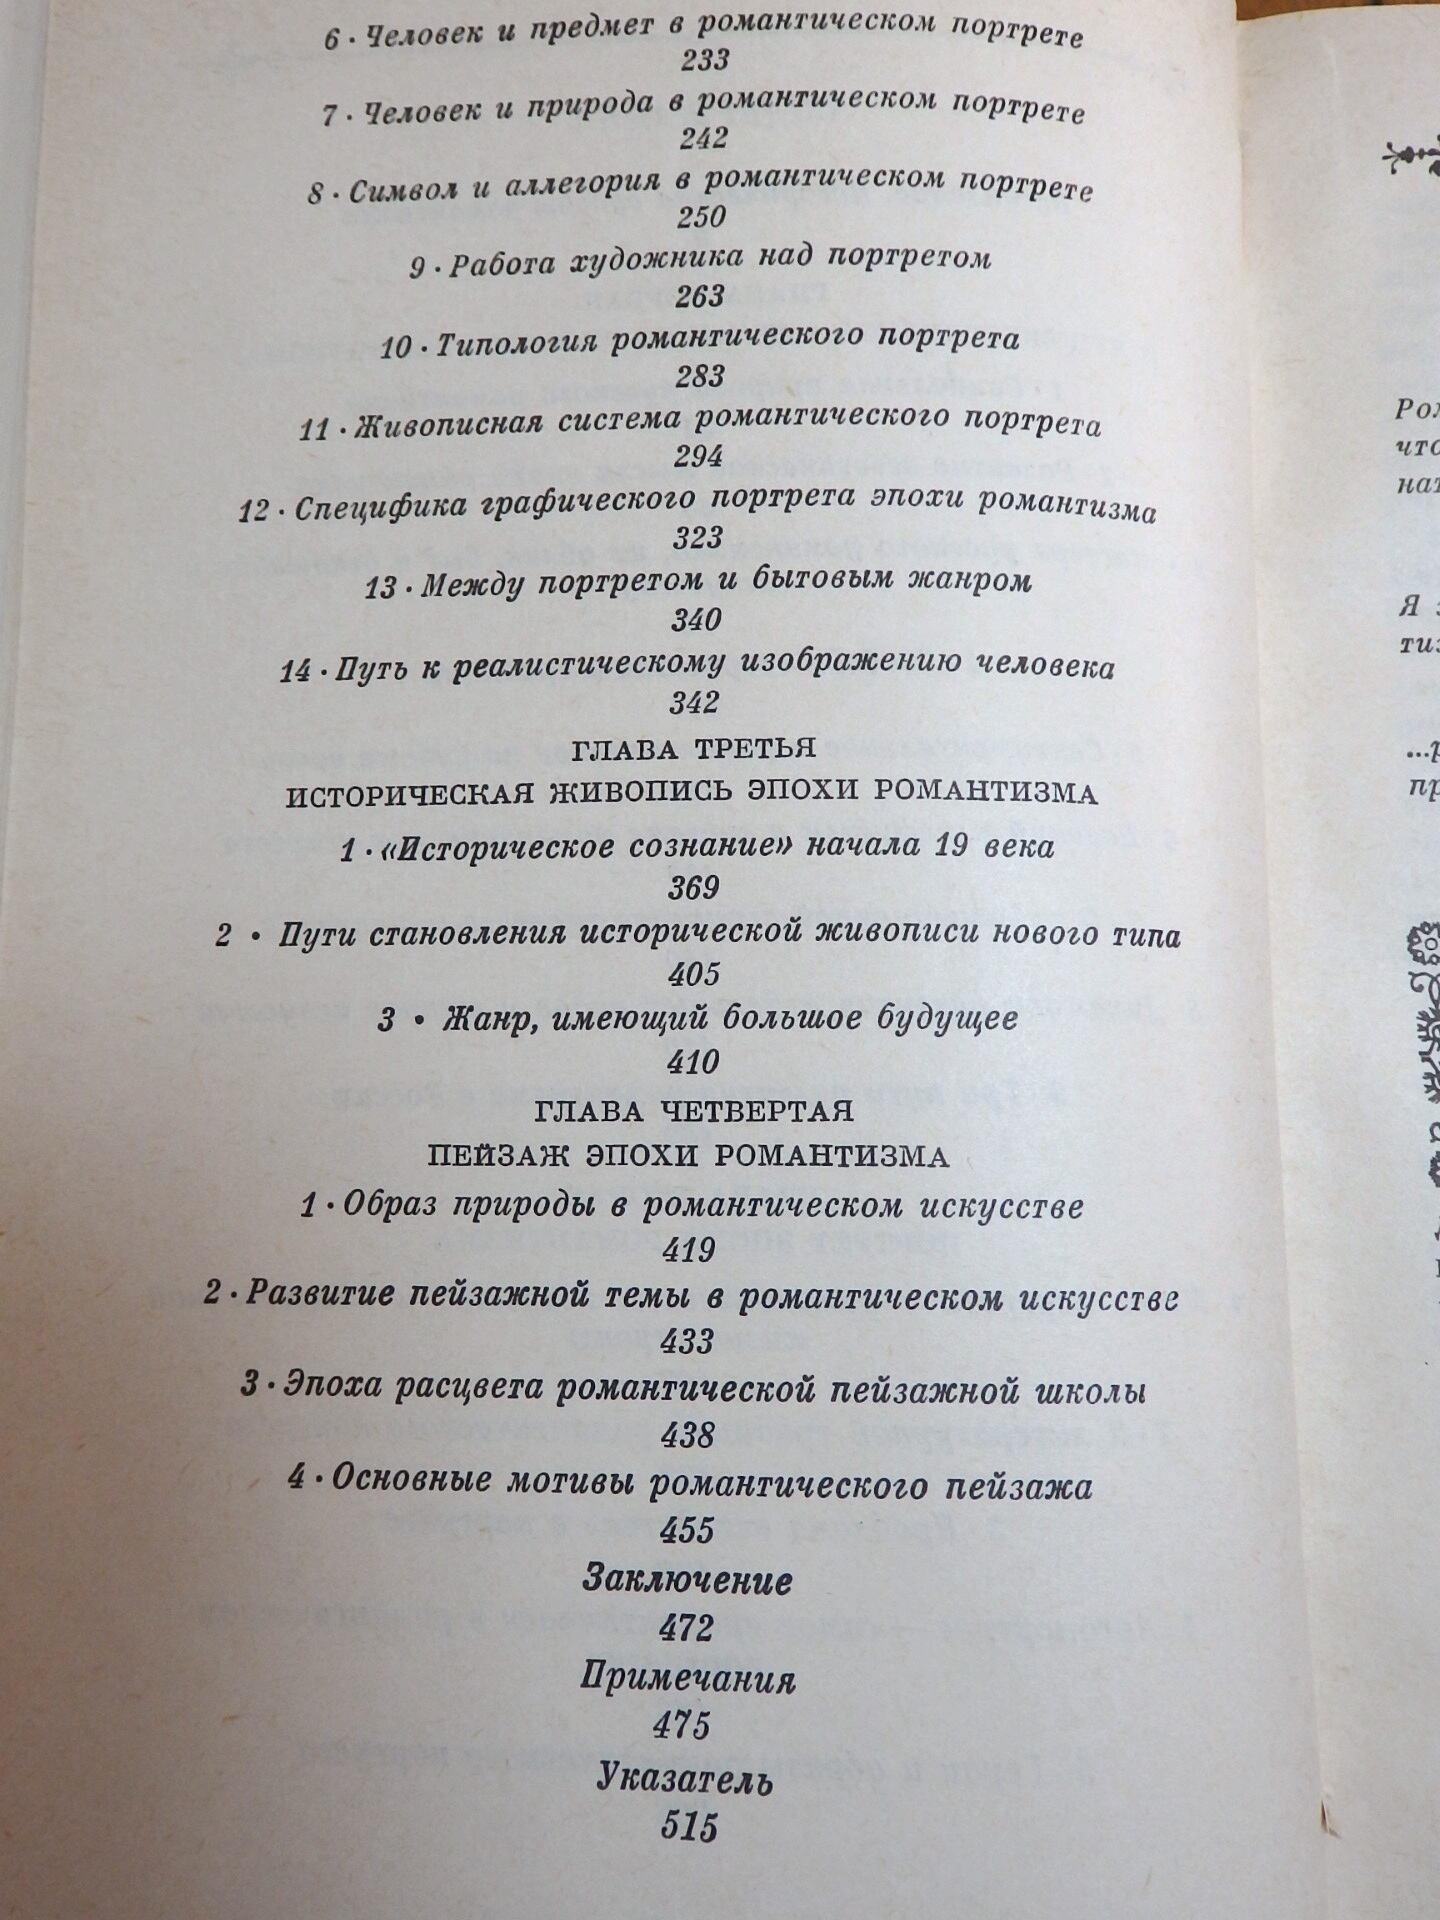 6 · Человек и предмет в романтическом портрете
233
7 · Человек и природа в романтическом портрете
242
8 · Символ и аллегория в романтическом портрете
250
9 · Работа художника над портретом
263
10 · Типология романтического портрета
283
11 · Живописная система романтического портрета
294
12 · Специфика графического портрета эпохи романтизма
323
13 · Между портретом и бытовым жанром
340
14 · Путь к реалистическому изображению человека
342
ГЛАВА ТРЕТЬЯ
ИСТОРИЧЕСКАЯ ЖИВОПИСЬ ЭПОХИ РОМАНТИЗМА
1 · «Историческое сознание» начала 19 века
369
2 · Пути становления исторической живописи нового типа
405
3 · Жанр, имеющий большое будущее
410
ГЛАВА ЧЕТВЕРТАЯ
ПЕЙЗАЖ ЭПОХИ РОМАНТИЗМА
1 · Образ природы в романтическом искусстве
419
2 · Развитие пейзажной темы в романтическом искусстве
433
3 · Эпоха расцвета романтической пейзажной школы
438
4 · Основные мотивы романтического пейзажа
455
Заключение
472
Примечания
475
Указатель
515
что
Я